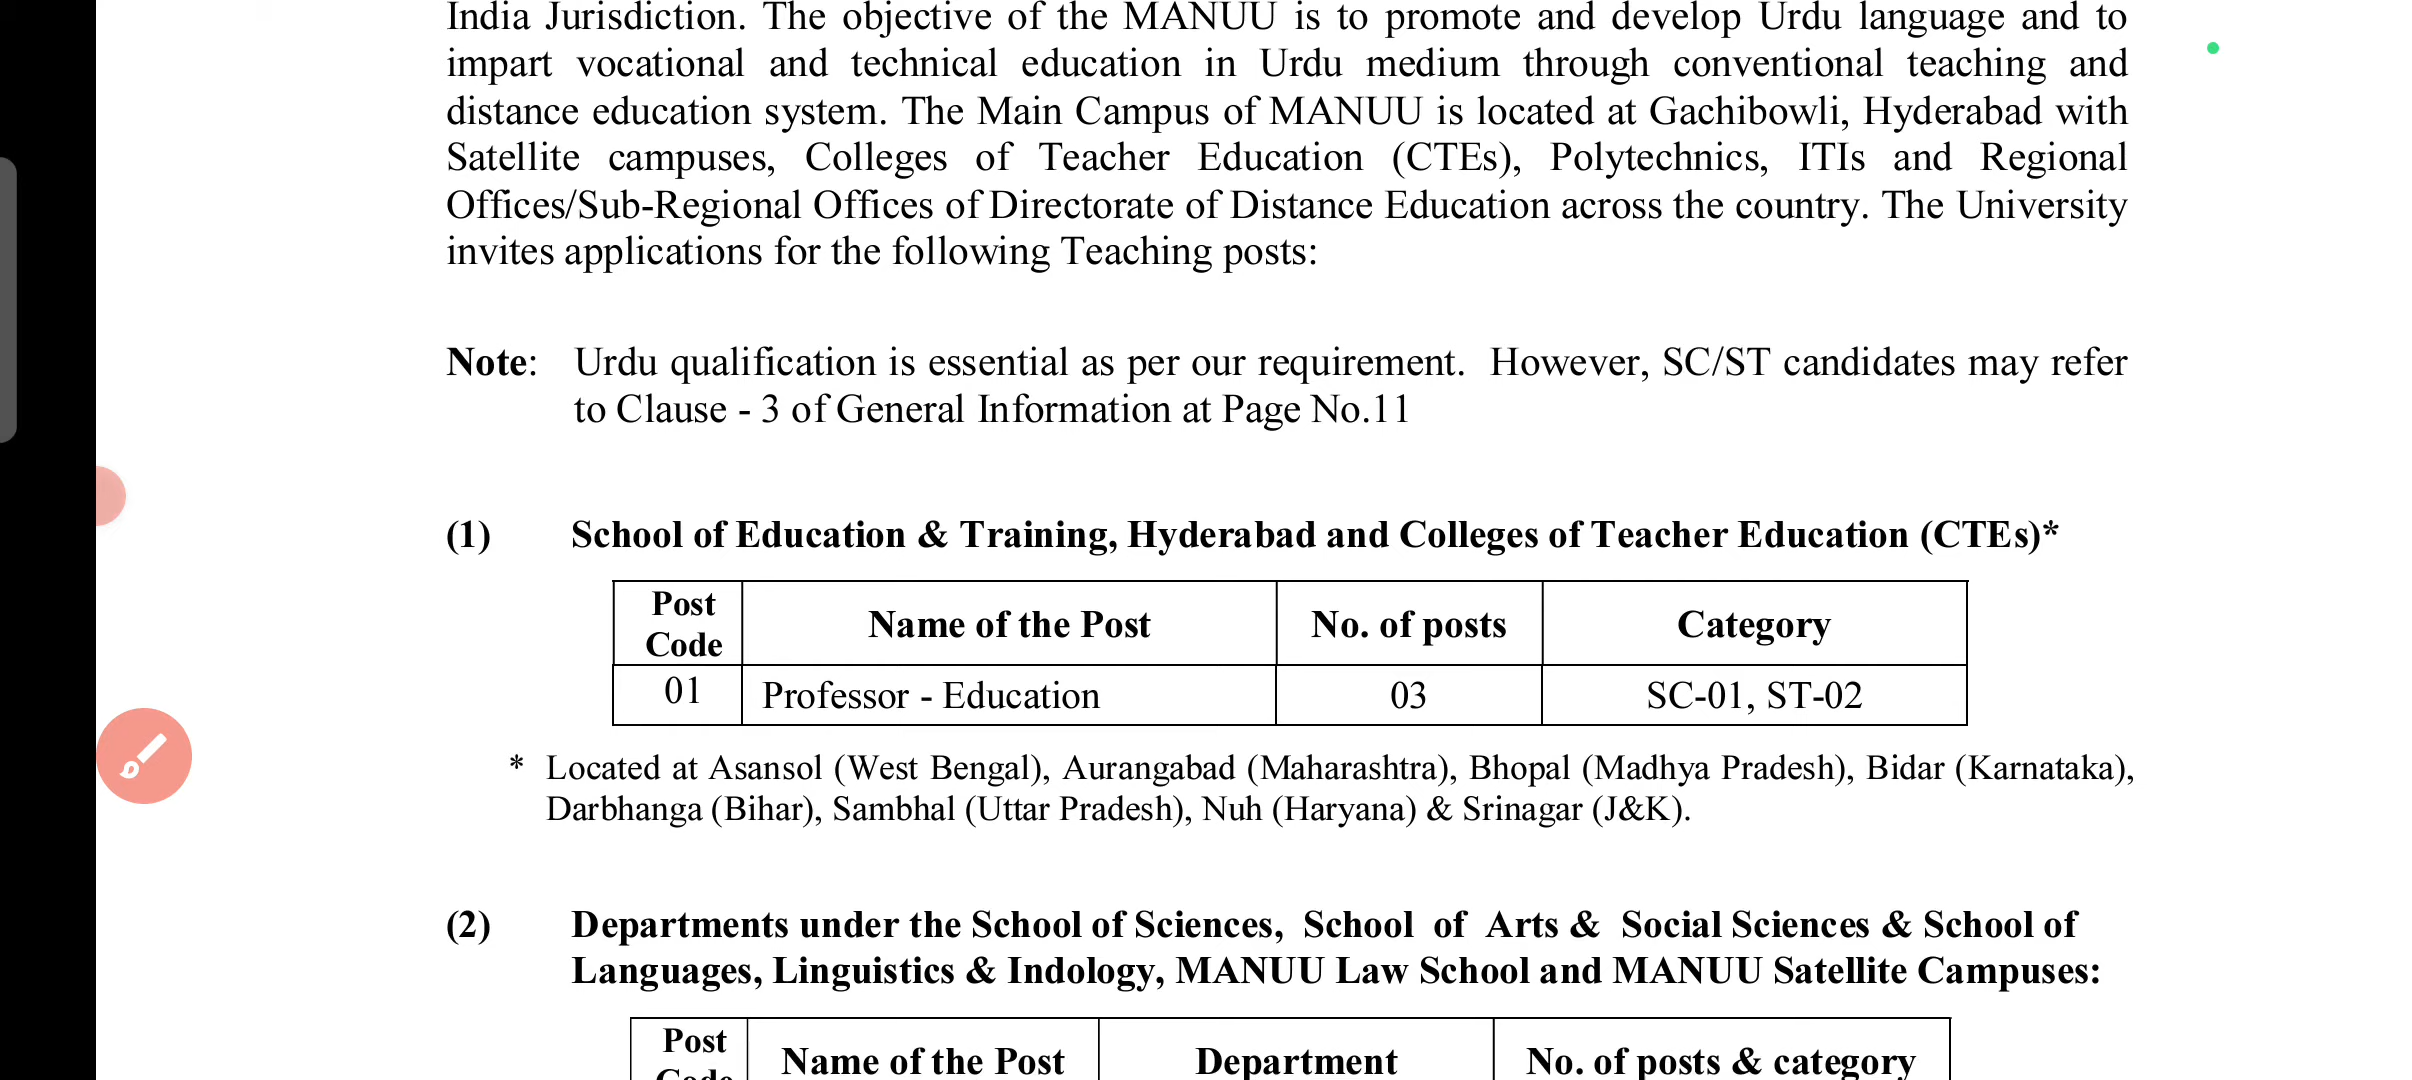 India Jurisdiction. The objective of the MANUU is to promote and develop Urdu language and to
impart vocational and technical education in Urdu medium through conventional teaching and
distance education system. The Main Campus of MANUU is located at Gachibowli, Hyderabad with
Satellite campuses, Colleges of Teacher Education (CTEs), Polytechnics, ITIs and Regional
Offices/Sub-Regional Offices of Directorate of Distance Education across the country. The University
invites applications for the following Teaching posts:
Note: Urdu qualification is essential as per our requirement. However, SC/ST candidates may refer
to Clause - 3 of General Information at Page No.11
(1) School of Education & Training, Hyderabad and Colleges of Teacher Education (CTEs)*
Post Code Name of the Post No. of posts Category
01 Professor - Education 03 SC-01, ST-02
* Located at Asansol (West Bengal), Aurangabad (Maharashtra), Bhopal (Madhya Pradesh), Bidar (Karnataka),
Darbhanga (Bihar), Sambhal (Uttar Pradesh), Nuh (Haryana) & Srinagar (J&K).
(2) Departments under the School of Sciences, School of Arts & Social Sciences & School of
Languages, Linguistics & Indology, MANUU Law School and MANUU Satellite Campuses:
Post Code Name of the Post Department No. of posts & category